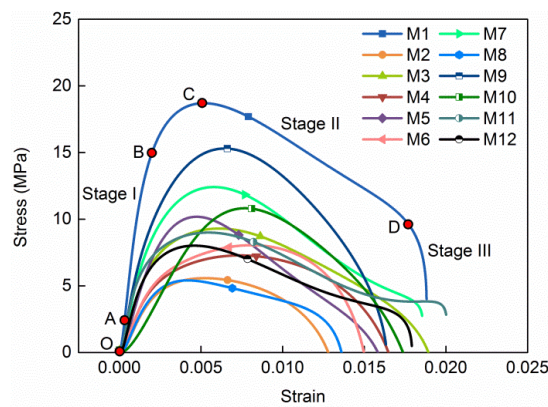 25
20
15
10
5
0
Stress (MPa)
0.000
0.005
0.010
0.015
0.020
0.025
Strain
O
A
B
C
D
Stage I
Stage II
Stage III
M1
M2
M3
M4
M5
M6
M7
M8
M9
M10
M11
M12